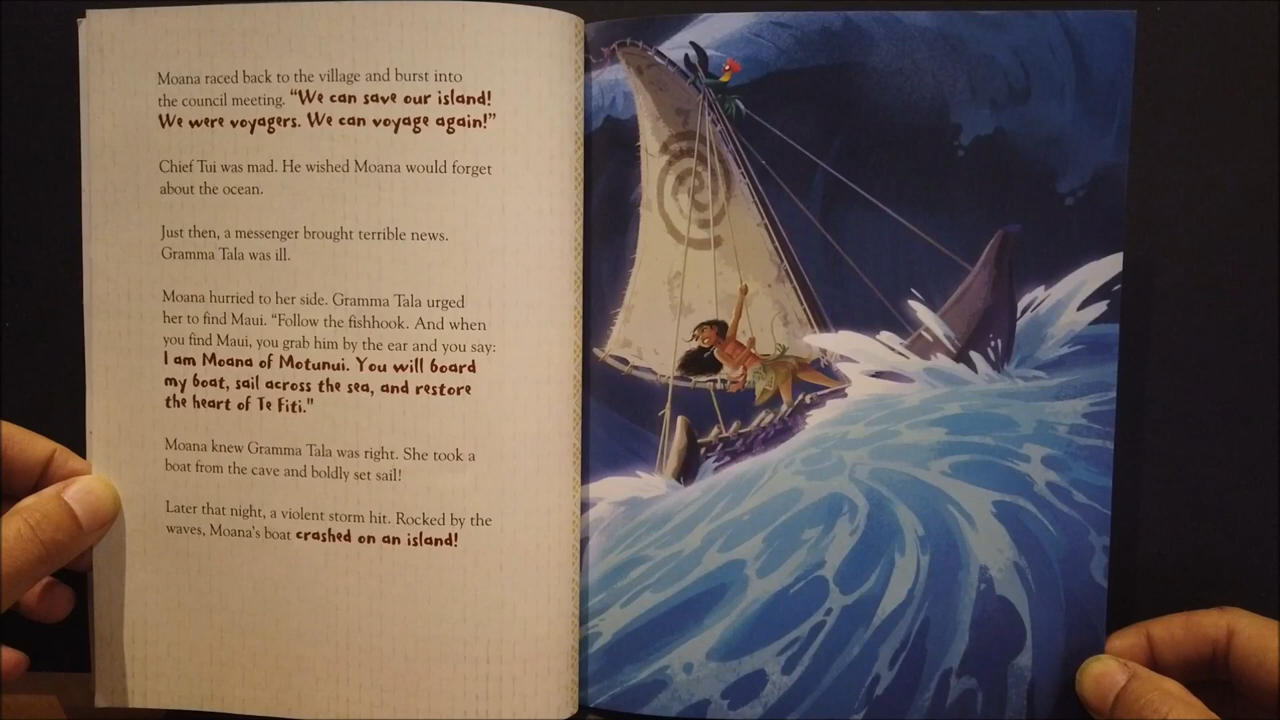 Moana raced back to the village and burst into
the council meeting. “We can save our island!
We were voyagers. We can voyage again!”
Chief Tui was mad. He wished Moana would forget
about the ocean.
Just then, a messenger brought terrible news.
Gramma Tala was ill.
Moana hurried to her side. Gramma Tala urged
her to find Maui. “Follow the fishhook. And when
you find Maui, you grab him by the ear and you say:
I am Moana of Motunui. You will board
my boat, sail across the sea, and restore
the heart of Te Fiti."
Moana knew Gramma Tala was right. She took a
boat from the cave and boldly set sail!
Later that night, a violent storm hit. Rocked by the
waves, Moana’s boat crashed on an island!